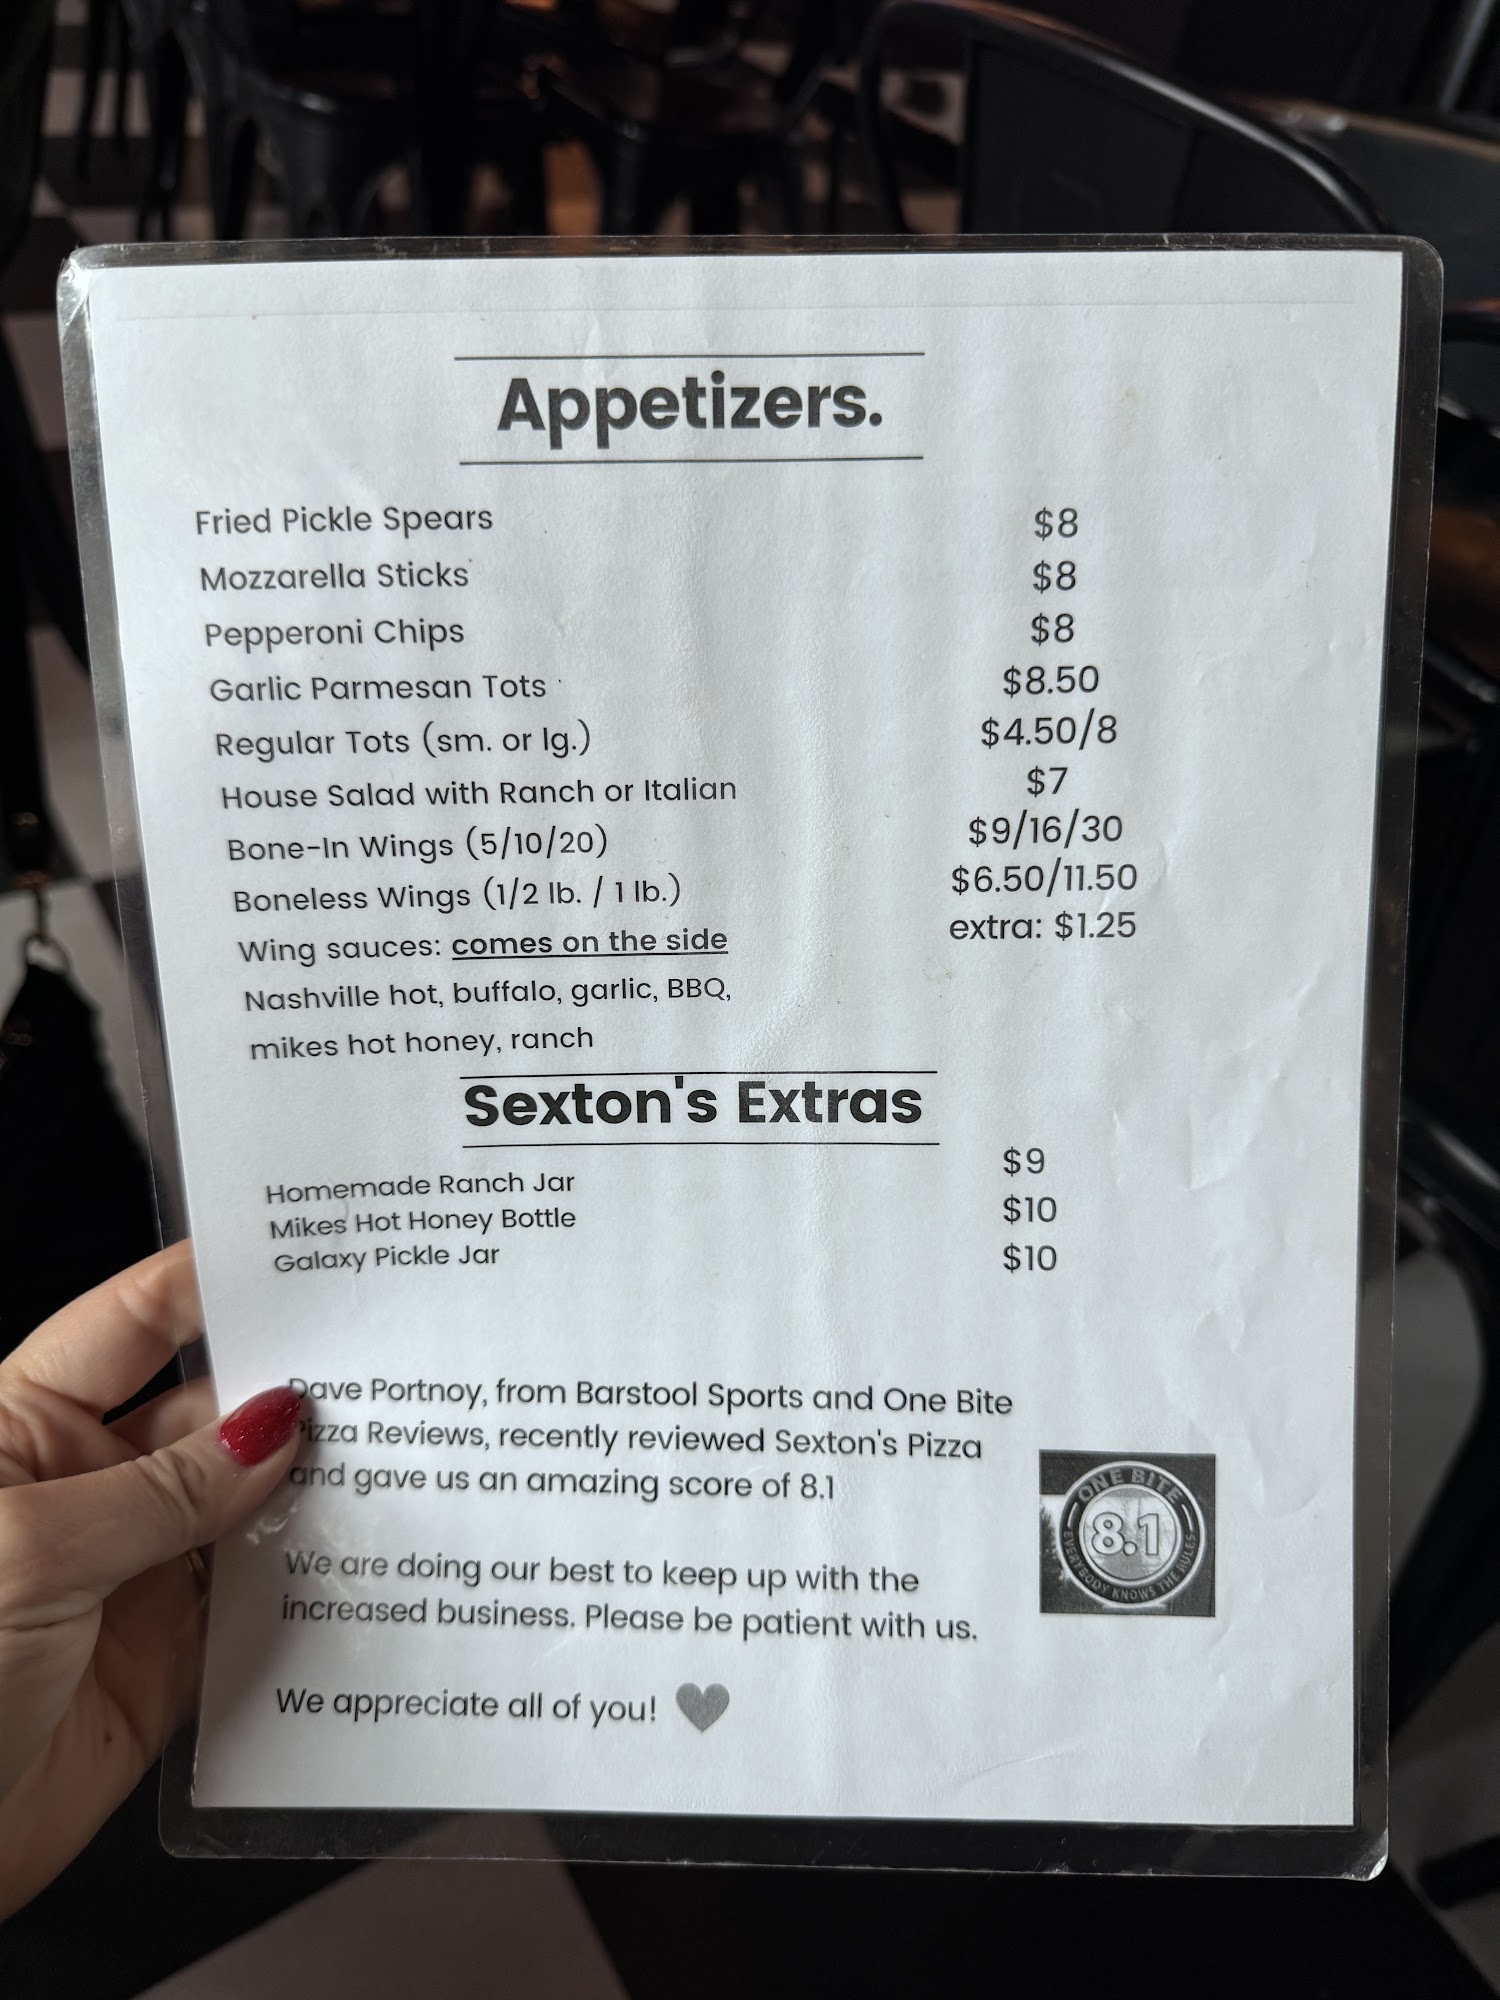 Appetizers.
Fried Pickle Spears $8
Mozzarella Sticks $8
Pepperoni Chips $8
Garlic Parmesan Tots $8.50
Regular Tots (sm. or lg.) $4.50/8
House Salad with Ranch or Italian $7
Bone-In Wings (5/10/20) $9/16/30
Boneless Wings (1/2 lb. / 1 lb.) $6.50/11.50
Wing sauces: comes on the side extra: $1.25
Nashville hot, buffalo, garlic, BBQ,
mikes hot honey, ranch
Sexton's Extras
Homemade Ranch Jar $9
Mikes Hot Honey Bottle $10
Galaxy Pickle Jar $10
Dave Portnoy, from Barstool Sports and One Bite
Pizza Reviews, recently reviewed Sexton's Pizza
and gave us an amazing score of 8.1
We are doing our best to keep up with the
increased business. Please be patient with us.
We appreciate all of you!
ONE BITE
8.1
EVERYBODY KNOWS THE RULES